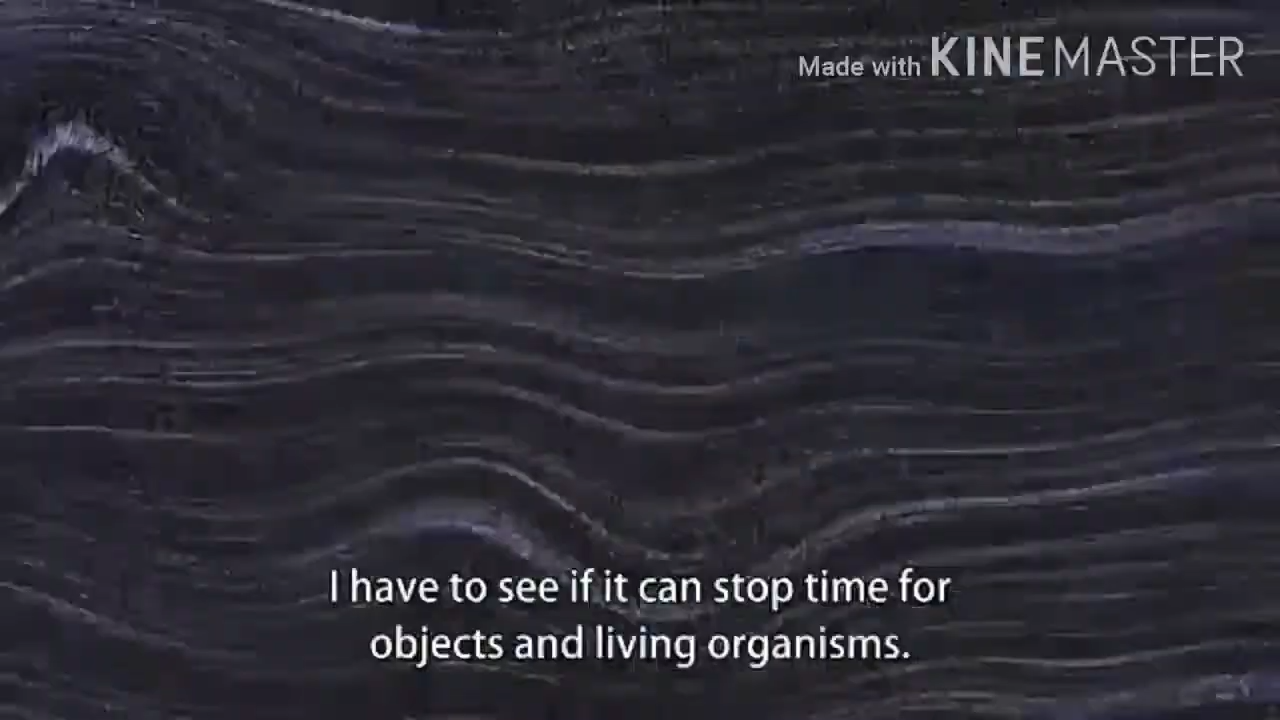 Made with KINEMASTER
I have to see if it can stop time for
objects and living organisms.